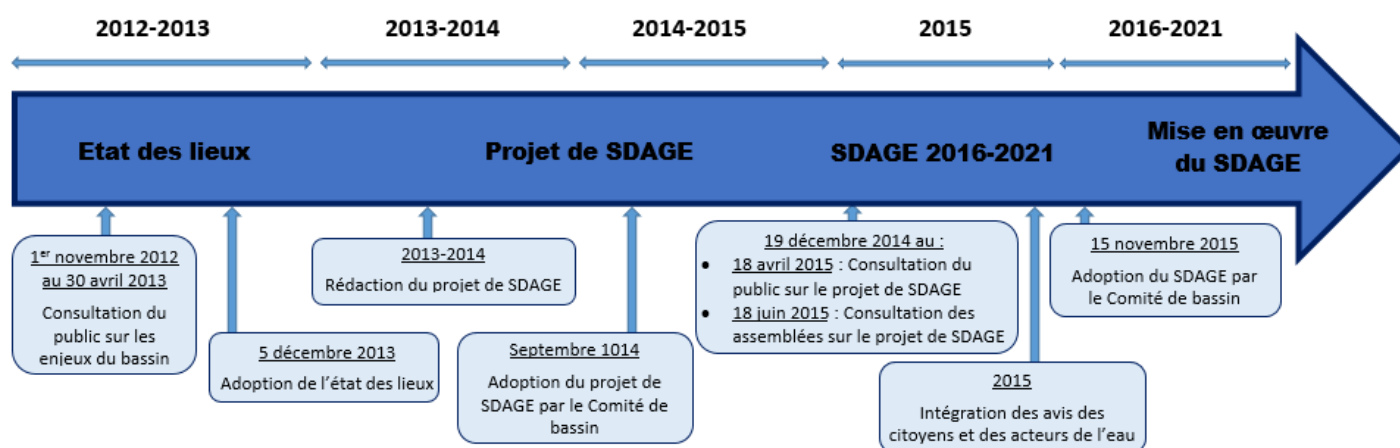 2012-2013
2013-2014
2014-2015
2015
2016-2021
Etat des lieux
Projet de SDAGE
SDAGE 2016-2021
Mise en œuvre
du SDAGE
1er novembre 2012
au 30 avril 2013
Consultation du
public sur les
enjeux du bassin
5 décembre 2013
Adoption de l'état des lieux
2013-2014
Rédaction du projet de SDAGE
Septembre 1014
Adoption du projet de
SDAGE par le Comité de
bassin
19 décembre 2014 au :
• 18 avril 2015 : Consultation du
public sur le projet de SDAGE
• 18 juin 2015 : Consultation des
assemblées sur le projet de SDAGE
2015
Intégration des avis des
citoyens et des acteurs de l'eau
15 novembre 2015
Adoption du SDAGE par
le Comité de bassin